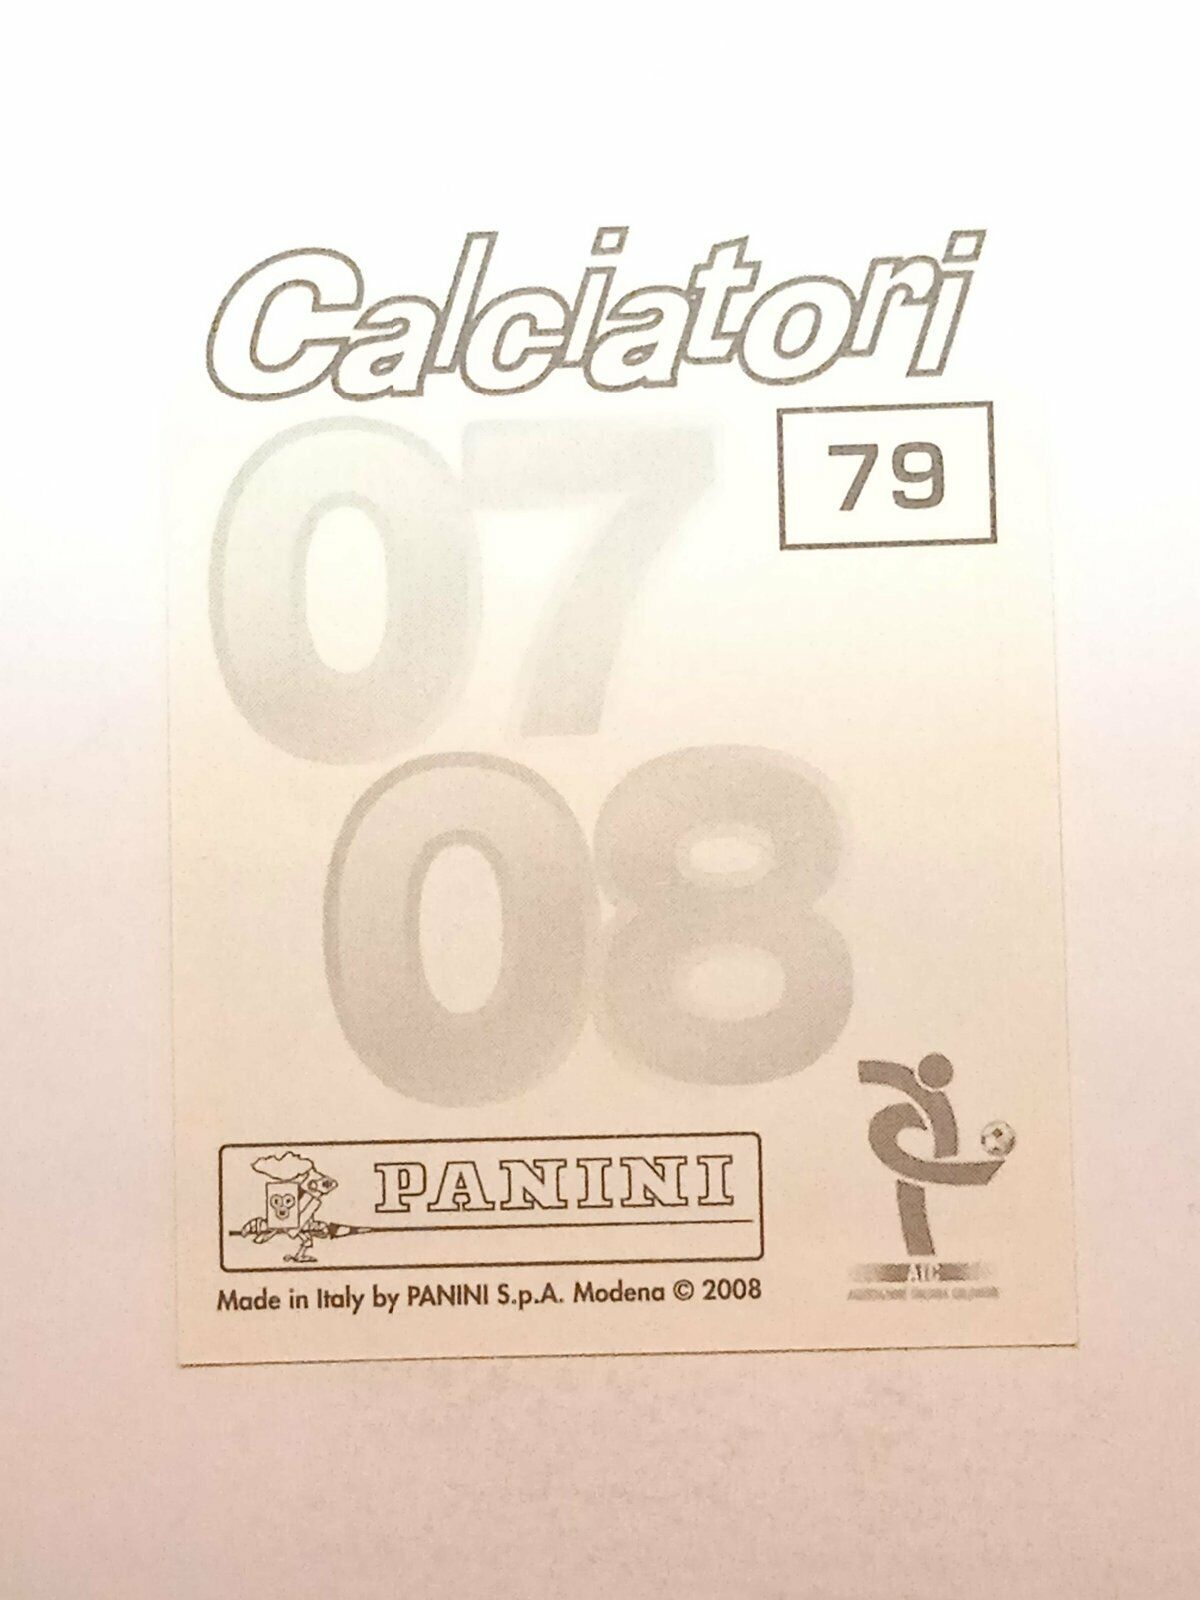 Calciatori
07
79
08
PANINI
Made in Italy by PANINI S.p.A. Modena © 2008
AIC